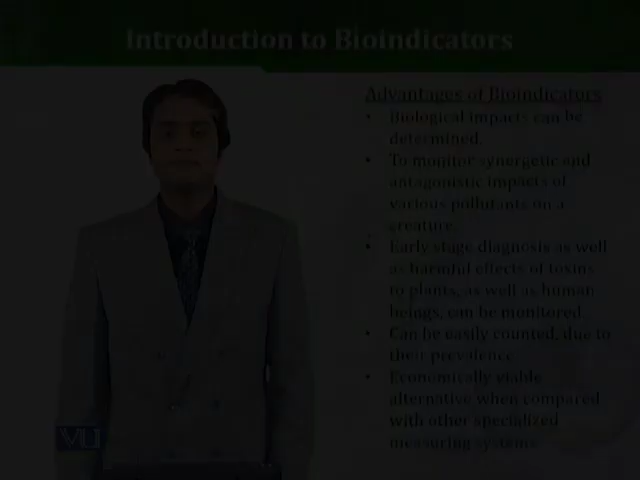 Introduction to Bioindicators
Advantages of Bioindicators
• Biological impacts can be
determined.
• To monitor synergetic and
antagonistic impacts of
various pollutants on a
creature.
• Early stage diagnosis as well
as harmful effects of toxins
to plants, as well as human
beings, can be monitored.
• Can be easily counted, due to
their prevalence.
• Economically viable
alternative when compared
with other specialized
measuring systems.
VU